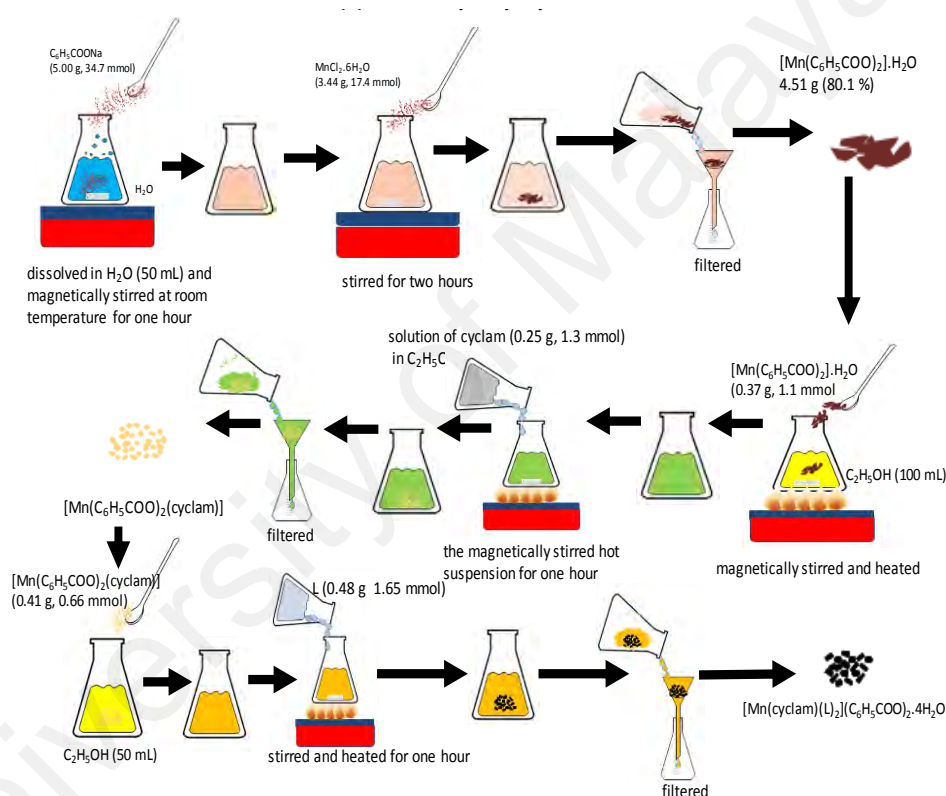 C₆H₅COONa
(5.00 g, 34.7 mmol)
MnCl₂.6H₂O
(3.44 g, 17.4 mmol)
[Mn(C₆H₅COO)₂].H₂O
4.51 g (80.1 %)
H₂O
dissolved in H₂O (50 mL) and
magnetically stirred at room
temperature for one hour
stirred for two hours
filtered
[Mn(C₆H₅COO)₂].H₂O
(0.37 g, 1.1 mmol
C₂H₅OH (100 mL)
magnetically stirred and heated
solution of cyclam (0.25 g, 1.3 mmol)
in C₂H₅C
the magnetically stirred hot
suspension for one hour
filtered
[Mn(C₆H₅COO)₂(cyclam)]
[Mn(C₆H₅COO)₂(cyclam)]
(0.41 g, 0.66 mmol)
C₂H₅OH (50 mL)
L (0.48 g 1.65 mmol)
stirred and heated for one hour
filtered
[Mn(cyclam)(L)₂](C₆H₅COO)₂.4H₂O
University of Malaya